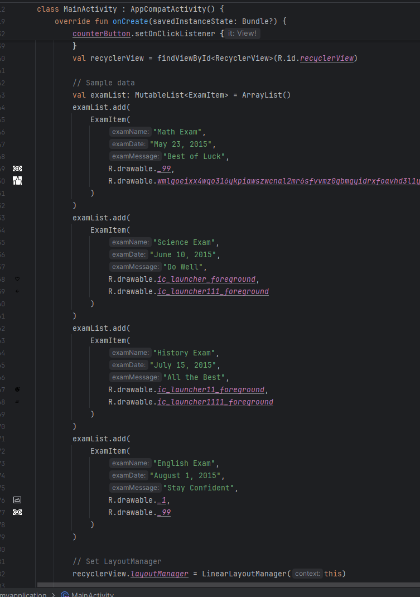 class MainActivity : AppCompatActivity() {
override fun onCreate(savedInstanceState: Bundle?) {
counterButton.setOnClickListener { it: View!
}
val recyclerView = findViewById<RecyclerView>(R.id.recyclerView)
// Sample data
val examList: MutableList<ExamItem> = ArrayList()
examList.add(
ExamItem(
examName: "Math Exam",
examDate: "May 23, 2015",
examMessage: "Best of Luck",
R.drawable._99,
R.drawable.
)
)
examList.add(
ExamItem(
examName: "Science Exam",
examDate: "June 10, 2015",
examMessage: "Do Well",
R.drawable.ic_launcher_foreground,
R.drawable.ic_launcher111_foreground
)
)
examList.add(
ExamItem(
examName: "History Exam",
examDate: "July 15, 2015",
examMessage: "All the Best",
R.drawable.ic_launcher11_foreground,
R.drawable.ic_launcher1111_foreground
)
)
examList.add(
ExamItem(
examName: "English Exam",
examDate: "August 1, 2015",
examMessage: "Stay Confident",
R.drawable._1,
R.drawable._99
)
)
// Set LayoutManager
recyclerView.layoutManager = LinearLayoutManager( context: this)
myapplication > MainActivity